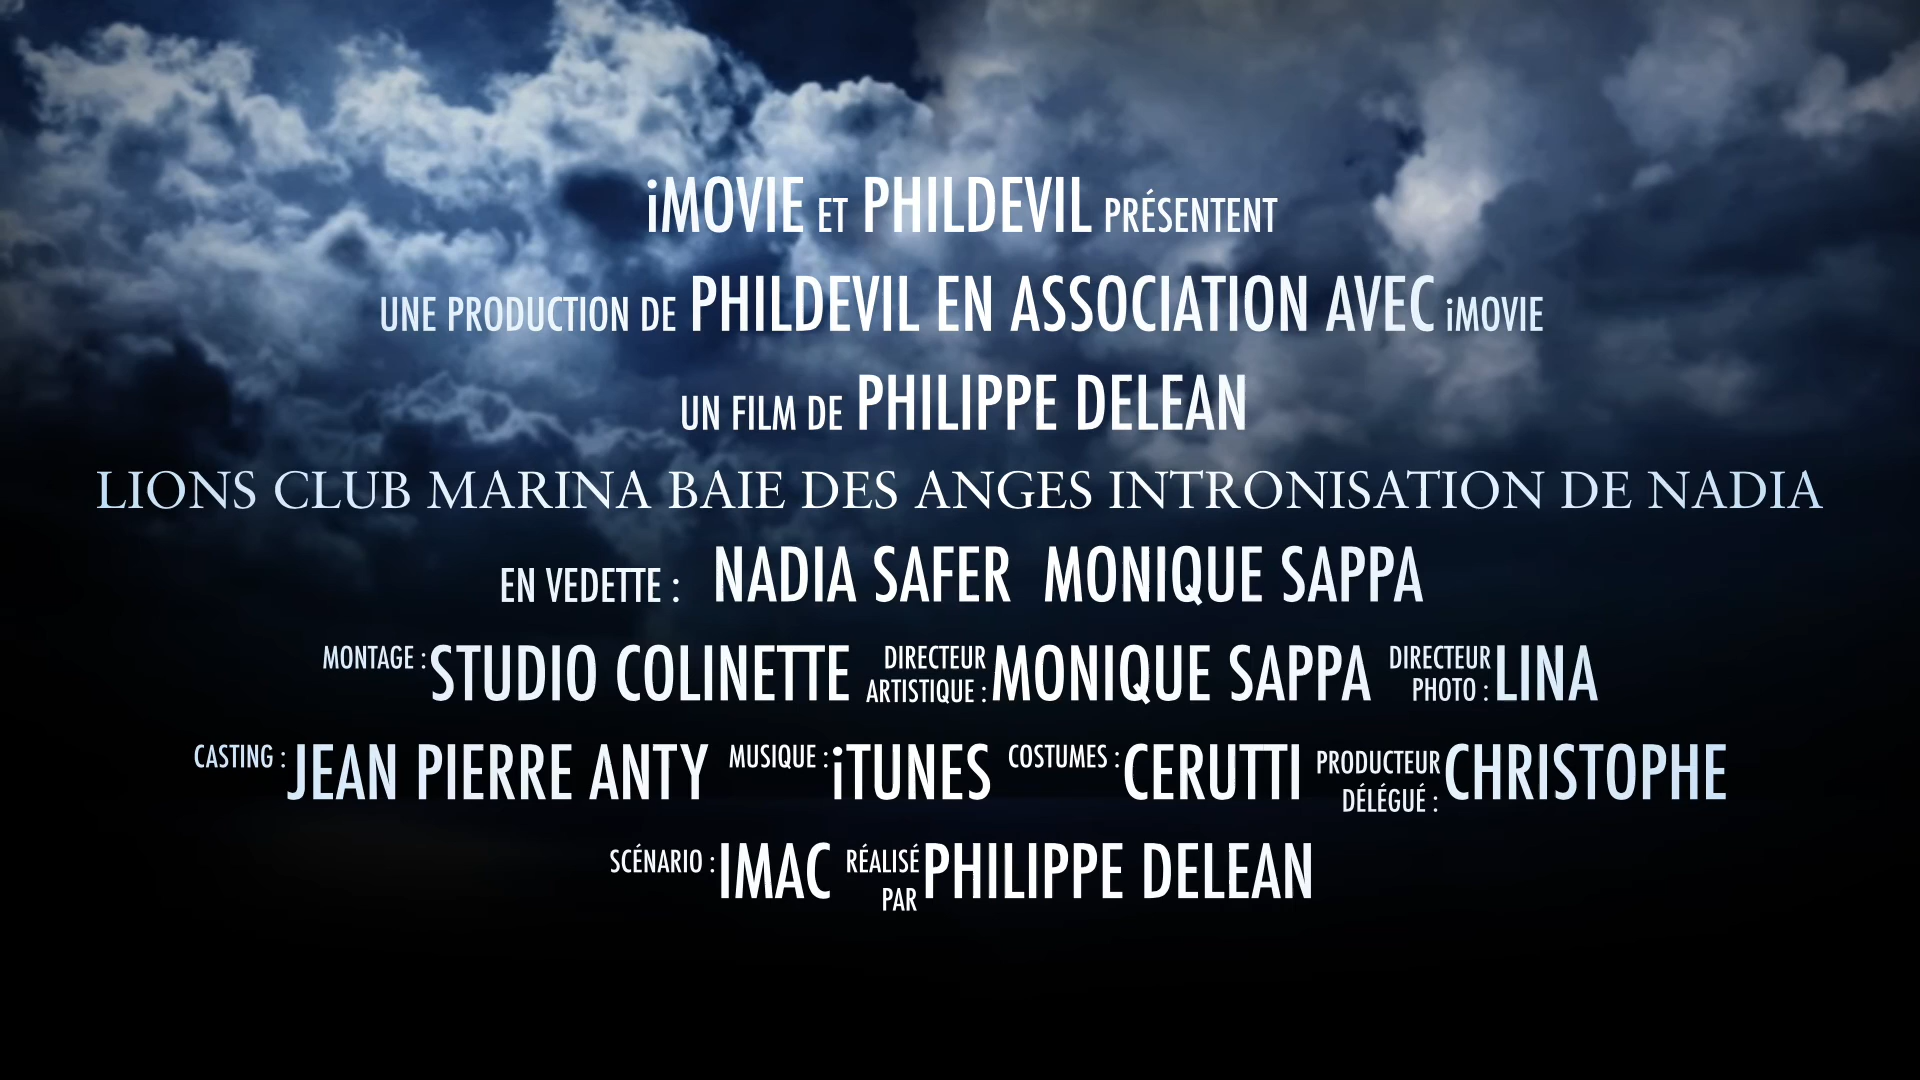 iMOVIE ET PHILDEVIL PRÉSENTENT
UNE PRODUCTION DE PHILDEVIL EN ASSOCIATION AVEC iMOVIE
UN FILM DE PHILIPPE DELEAN
LIONS CLUB MARINA BAIE DES ANGES INTRONISATION DE NADIA
EN VEDETTE : NADIA SAFER MONIQUE SAPPA
MONTAGE : STUDIO COLINETTE DIRECTEUR ARTISTIQUE : MONIQUE SAPPA DIRECTEUR PHOTO : LINA
CASTING : JEAN PIERRE ANTY MUSIQUE : iTUNES COSTUMES : CERUTTI PRODUCTEUR DÉLÉGUÉ : CHRISTOPHE
SCÉNARIO : IMAC RÉALISÉ PAR PHILIPPE DELEAN